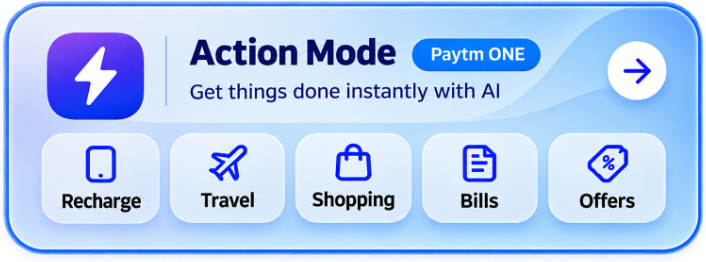 Action Mode Paytm ONE
Get things done instantly with AI
Recharge Travel Shopping Bills Offers